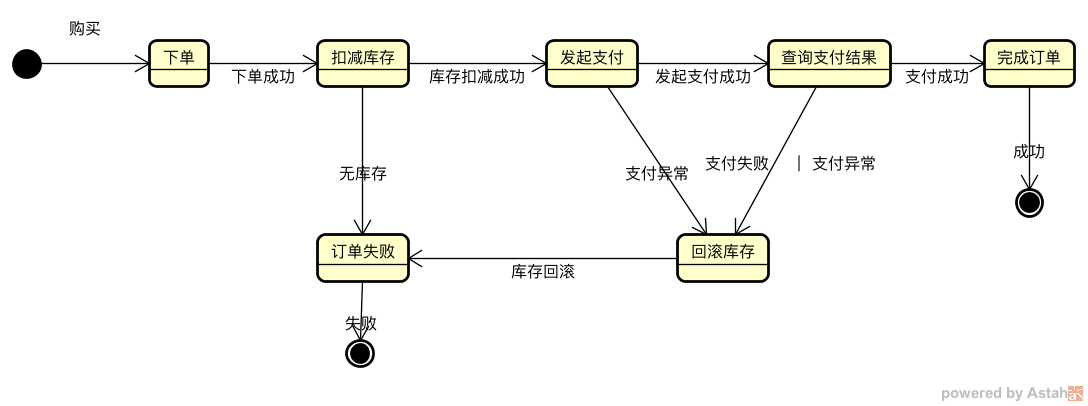 购买
下单
扣减库存
发起支付
查询支付结果
完成订单
下单成功
库存扣减成功
发起支付成功
支付成功
成功
无库存
支付异常
支付失败 | 支付异常
订单失败
回滚库存
库存回滚
失败
powered by Astah